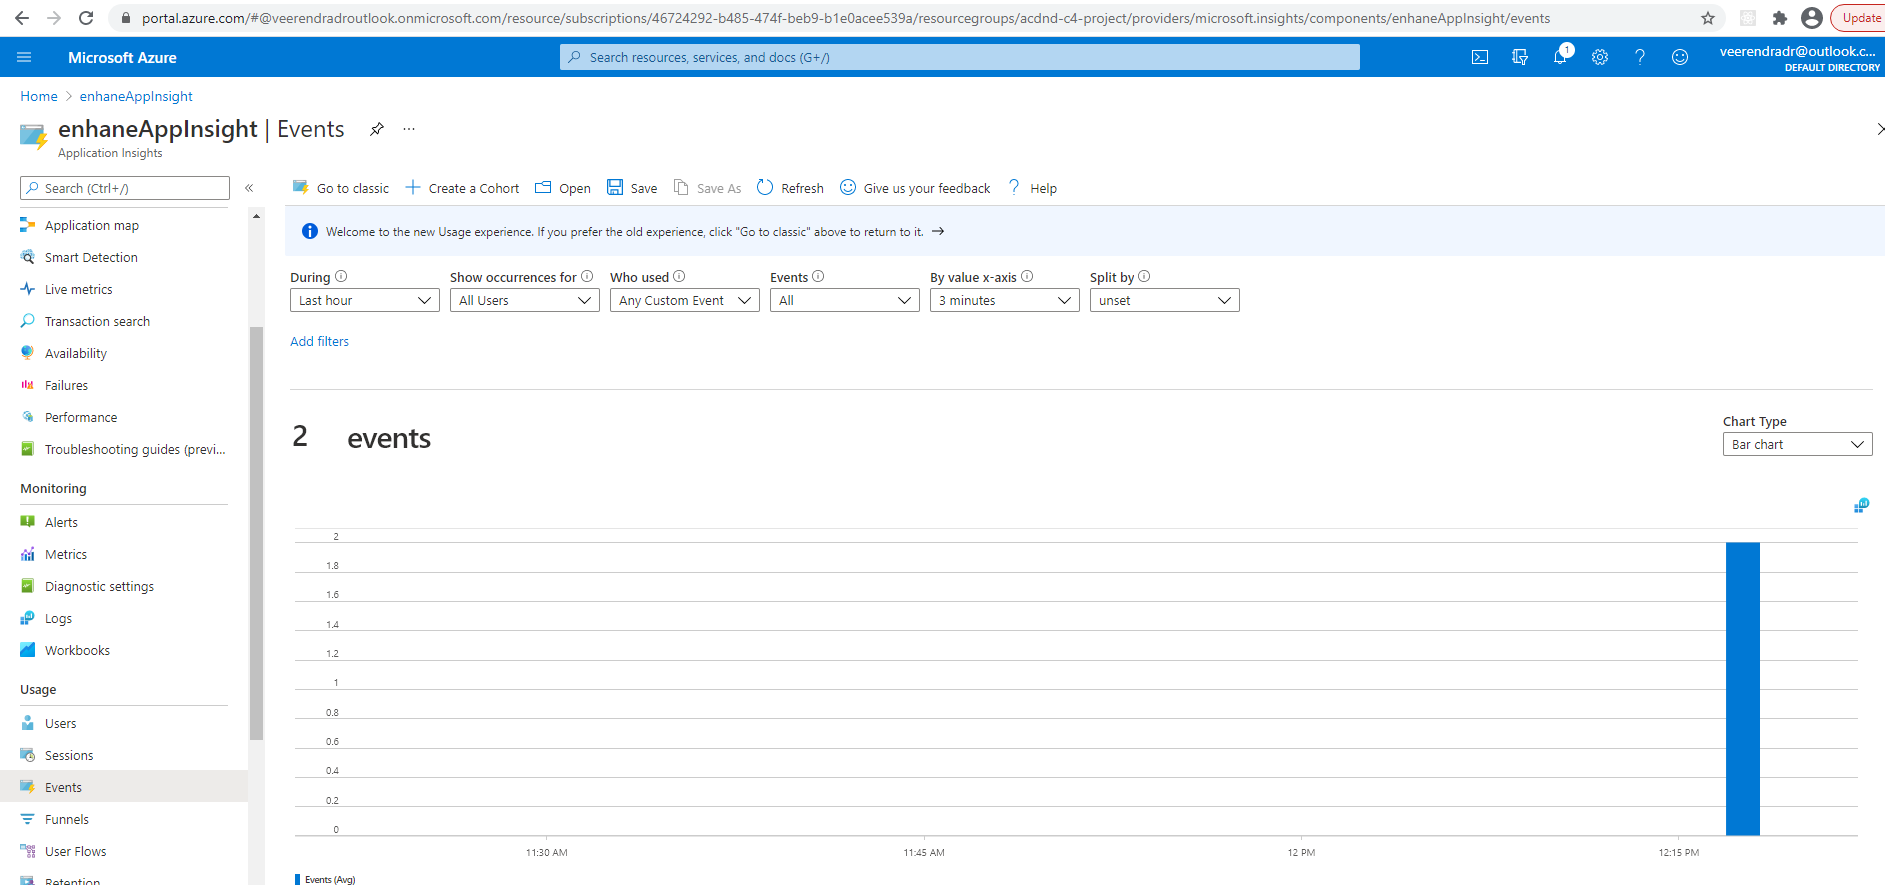 portal.azure.com/#@veerendradroutlook.onmicrosoft.com/resource/subscriptions/46724292-b485-474f-beb9-b1e0acee539a/resourcegroups/acdnd-c4-project/providers/microsoft.insights/components/enhaneAppInsight/events
Update
Microsoft Azure
Search resources, services, and docs (G+/)
1
veerendradr@outlook.c...
DEFAULT DIRECTORY
Home > enhaneAppInsight
enhaneAppInsight | Events
Application Insights
Search (Ctrl+/)
Go to classic
Create a Cohort
Open
Save
Save As
Refresh
Give us your feedback
Help
Application map
Smart Detection
Live metrics
Transaction search
Availability
Failures
Performance
Troubleshooting guides (previ...
Monitoring
Alerts
Metrics
Diagnostic settings
Logs
Workbooks
Usage
Users
Sessions
Events
Funnels
User Flows
Retention
Welcome to the new Usage experience. If you prefer the old experience, click "Go to classic" above to return to it. →
During
Last hour
Show occurrences for
All Users
Who used
Any Custom Event
Events
All
By value x-axis
3 minutes
Split by
unset
Add filters
2 events
Chart Type
Bar chart
2
1.8
1.6
1.4
1.2
1
0.8
0.6
0.4
0.2
0
11:30 AM
11:45 AM
12 PM
12:15 PM
Events (Avg)